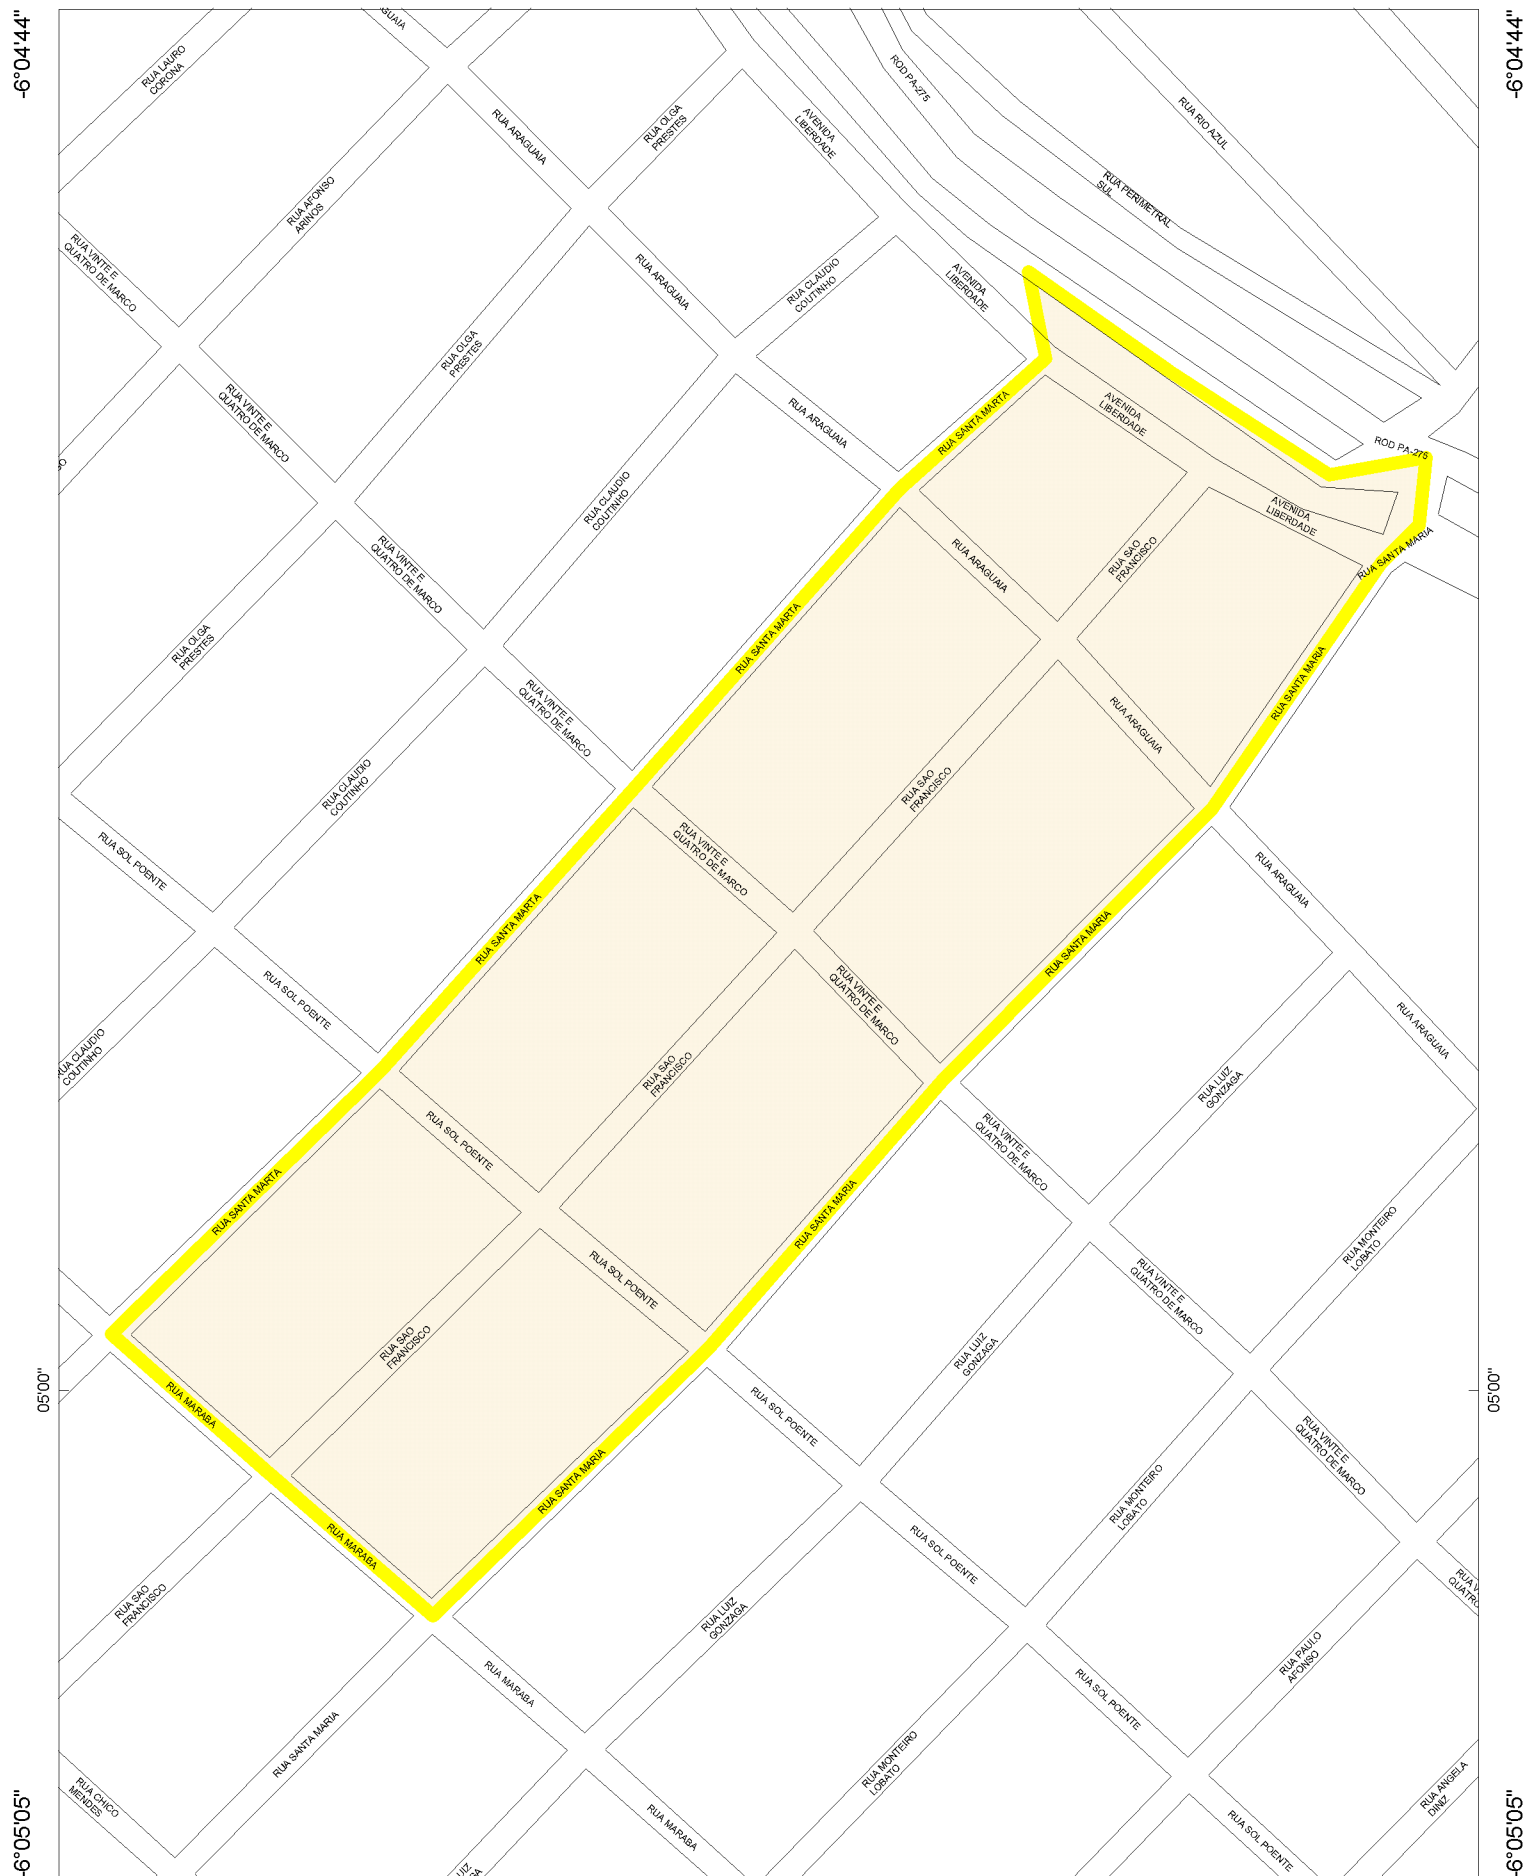 -6°04'44"
-6°04'44"
GUAIA
RUA LAURO
CORONA
RUA ARAGUAIA
RUA OLGA
PRESTES
AVENIDA
LIBERDADE
ROD PA-275
RUA RIO AZUL
RUA PERIMETRAL
SUL
RUA AFONSO
ARINOS
RUA VINTE E
QUATRO DE MARCO
RUA ARAGUAIA
RUA CLAUDIO
COUTINHO
AVENIDA
LIBERDADE
RUA OLGA
PRESTES
RUA VINTE E
QUATRO DE MARCO
RUA ARAGUAIA
RUA SANTA MARTA
AVENIDA
LIBERDADE
ROD PA-275
RUA CLAUDIO
COUTINHO
AVENIDA
LIBERDADE
RUA SANTA MARIA
RUA VINTE E
QUATRO DE MARCO
RUA ARAGUAIA
RUA SAO
FRANCISCO
RUA OLGA
PRESTES
RUA SANTA MARTA
RUA SANTA MARIA
RUA VINTE E
QUATRO DE MARCO
RUA ARAGUAIA
RUA CLAUDIO
COUTINHO
RUA SAO
FRANCISCO
RUA SOL POENTE
RUA VINTE E
QUATRO DE MARCO
RUA ARAGUAIA
RUA SANTA MARTA
RUA SANTA MARIA
RUA SOL POENTE
RUA VINTE E
QUATRO DE MARCO
RUA ARAGUAIA
RUA CLAUDIO
COUTINHO
RUA SAO
FRANCISCO
RUA LUIZ
GONZAGA
RUA SOL POENTE
RUA VINTE E
QUATRO DE MARCO
RUA SANTA MARTA
RUA SANTA MARIA
RUA MONTEIRO
LOBATO
RUA SOL POENTE
RUA VINTE E
QUATRO DE MARCO
RUA SAO
FRANCISCO
RUA LUIZ
GONZAGA
05'00"
05'00"
RUA MARABA
RUA SOL POENTE
RUA VINTE E
QUATRO DE MARCO
RUA SANTA MARIA
RUA MONTEIRO
LOBATO
RUA MARABA
RUA SOL POENTE
RUA V
QUATRO
RUA SAO
FRANCISCO
RUA LUIZ
GONZAGA
RUA PAULO
AFONSO
RUA MARABA
RUA SOL POENTE
RUA SANTA MARIA
RUA MONTEIRO
LOBATO
RUA CHICO
MENDES
RUA MARABA
RUA ANGELA
DINIZ
RUA SOL POENTE
UIZ
GA
-6°05'05"
-6°05'05"